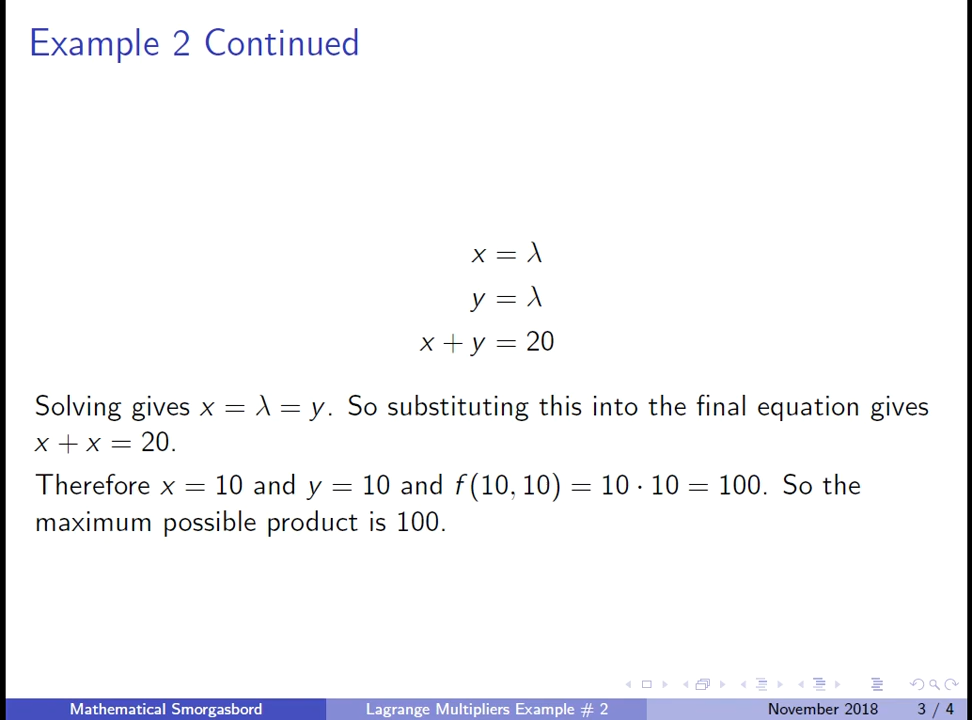 Example 2 Continued
x = λ
y = λ
x + y = 20
Solving gives x = λ = y. So substituting this into the final equation gives
x + x = 20.
Therefore x = 10 and y = 10 and f(10, 10) = 10 · 10 = 100. So the
maximum possible product is 100.
Mathematical Smorgasbord Lagrange Multipliers Example # 2 November 2018 3 / 4